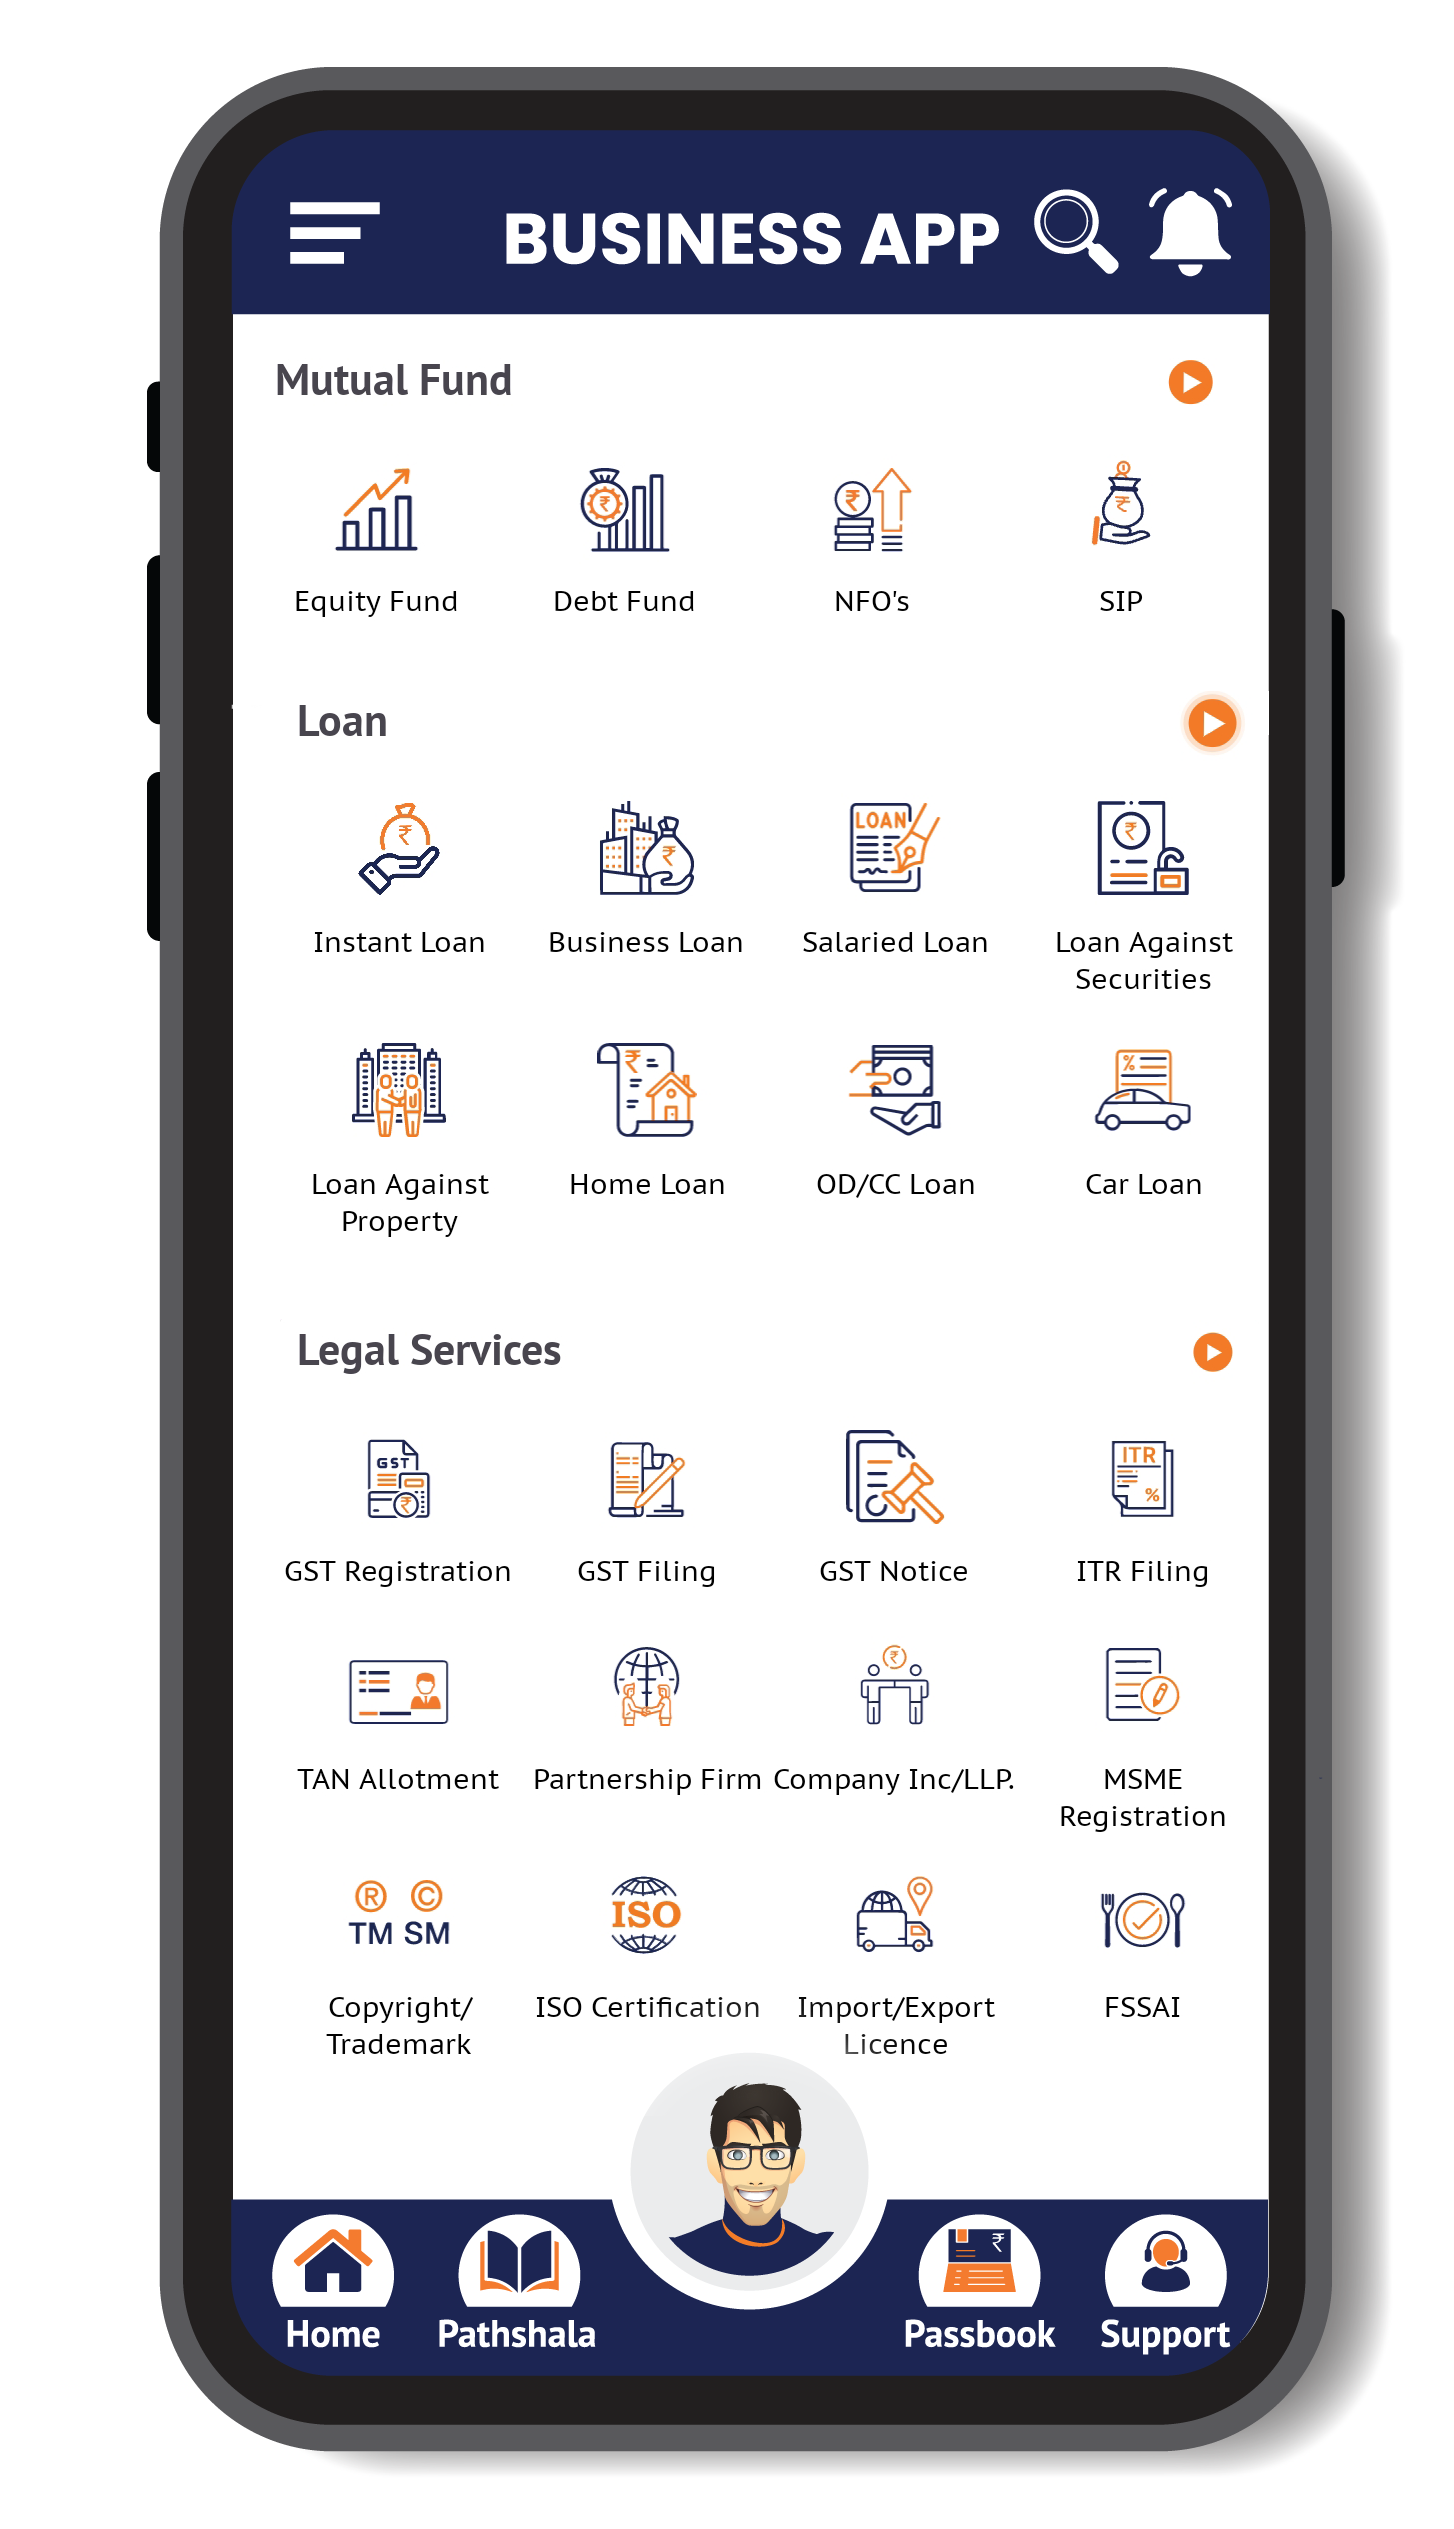 BUSINESS APP
Mutual Fund
₹
₹
₹
Equity Fund
Debt Fund
NFO's
SIP
Loan
₹
₹
LOAN
₹
Instant Loan
Business Loan
Salaried Loan
Loan Against
Securities
₹
%
Loan Against
Property
Home Loan
OD/CC Loan
Car Loan
Legal Services
GST
₹
ITR
%
GST Registration
GST Filing
GST Notice
ITR Filing
₹
TAN Allotment
Partnership Firm
Company Inc/LLP.
MSME
Registration
® ©
TM SM
ISO
Copyright/
Trademark
ISO Certification
Import/Export
Licence
FSSAI
₹
Home
Pathshala
Passbook
Support